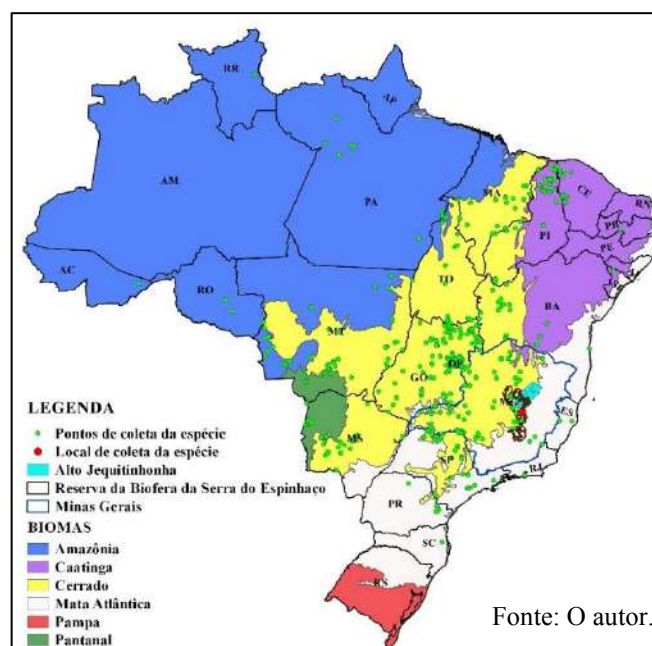 RR
AP
AM
PA
MA
CE
RN
PB
PE
PI
AC
TO
RO
BA
MT
GO
DF
MS
ES
SP
RJ
PR
SC
RS
LEGENDA
Pontos de coleta da espécie
Local de coleta da espécie
Alto Jequitinhonha
Reserva da Biofera da Serra do Espinhaço
Minas Gerais
BIOMAS
Amazônia
Caatinga
Cerrado
Mata Atlântica
Pampa
Pantanal
Fonte: O autor.